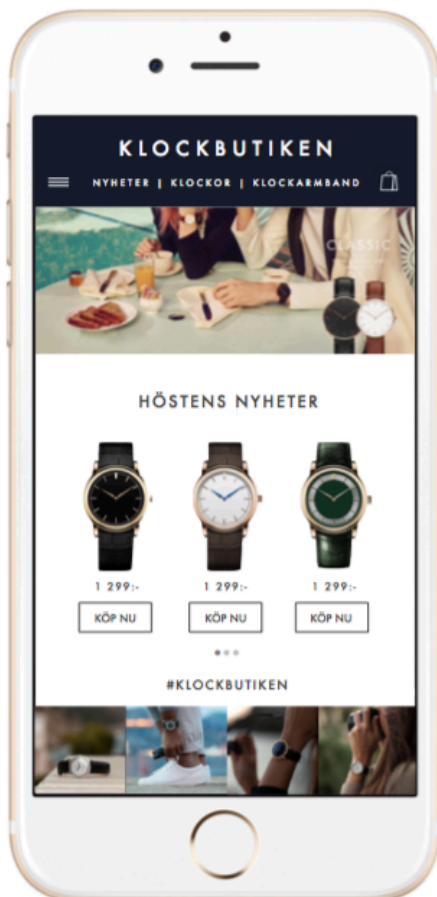 KLOCKBUTIKEN
NYHETER | KLOCKOR | KLOCKARMBAND
CLASSIC
HÖSTENS NYHETER
1 299:- 1 299:- 1 299:-
KÖP NU KÖP NU KÖP NU
#KLOCKBUTIKEN